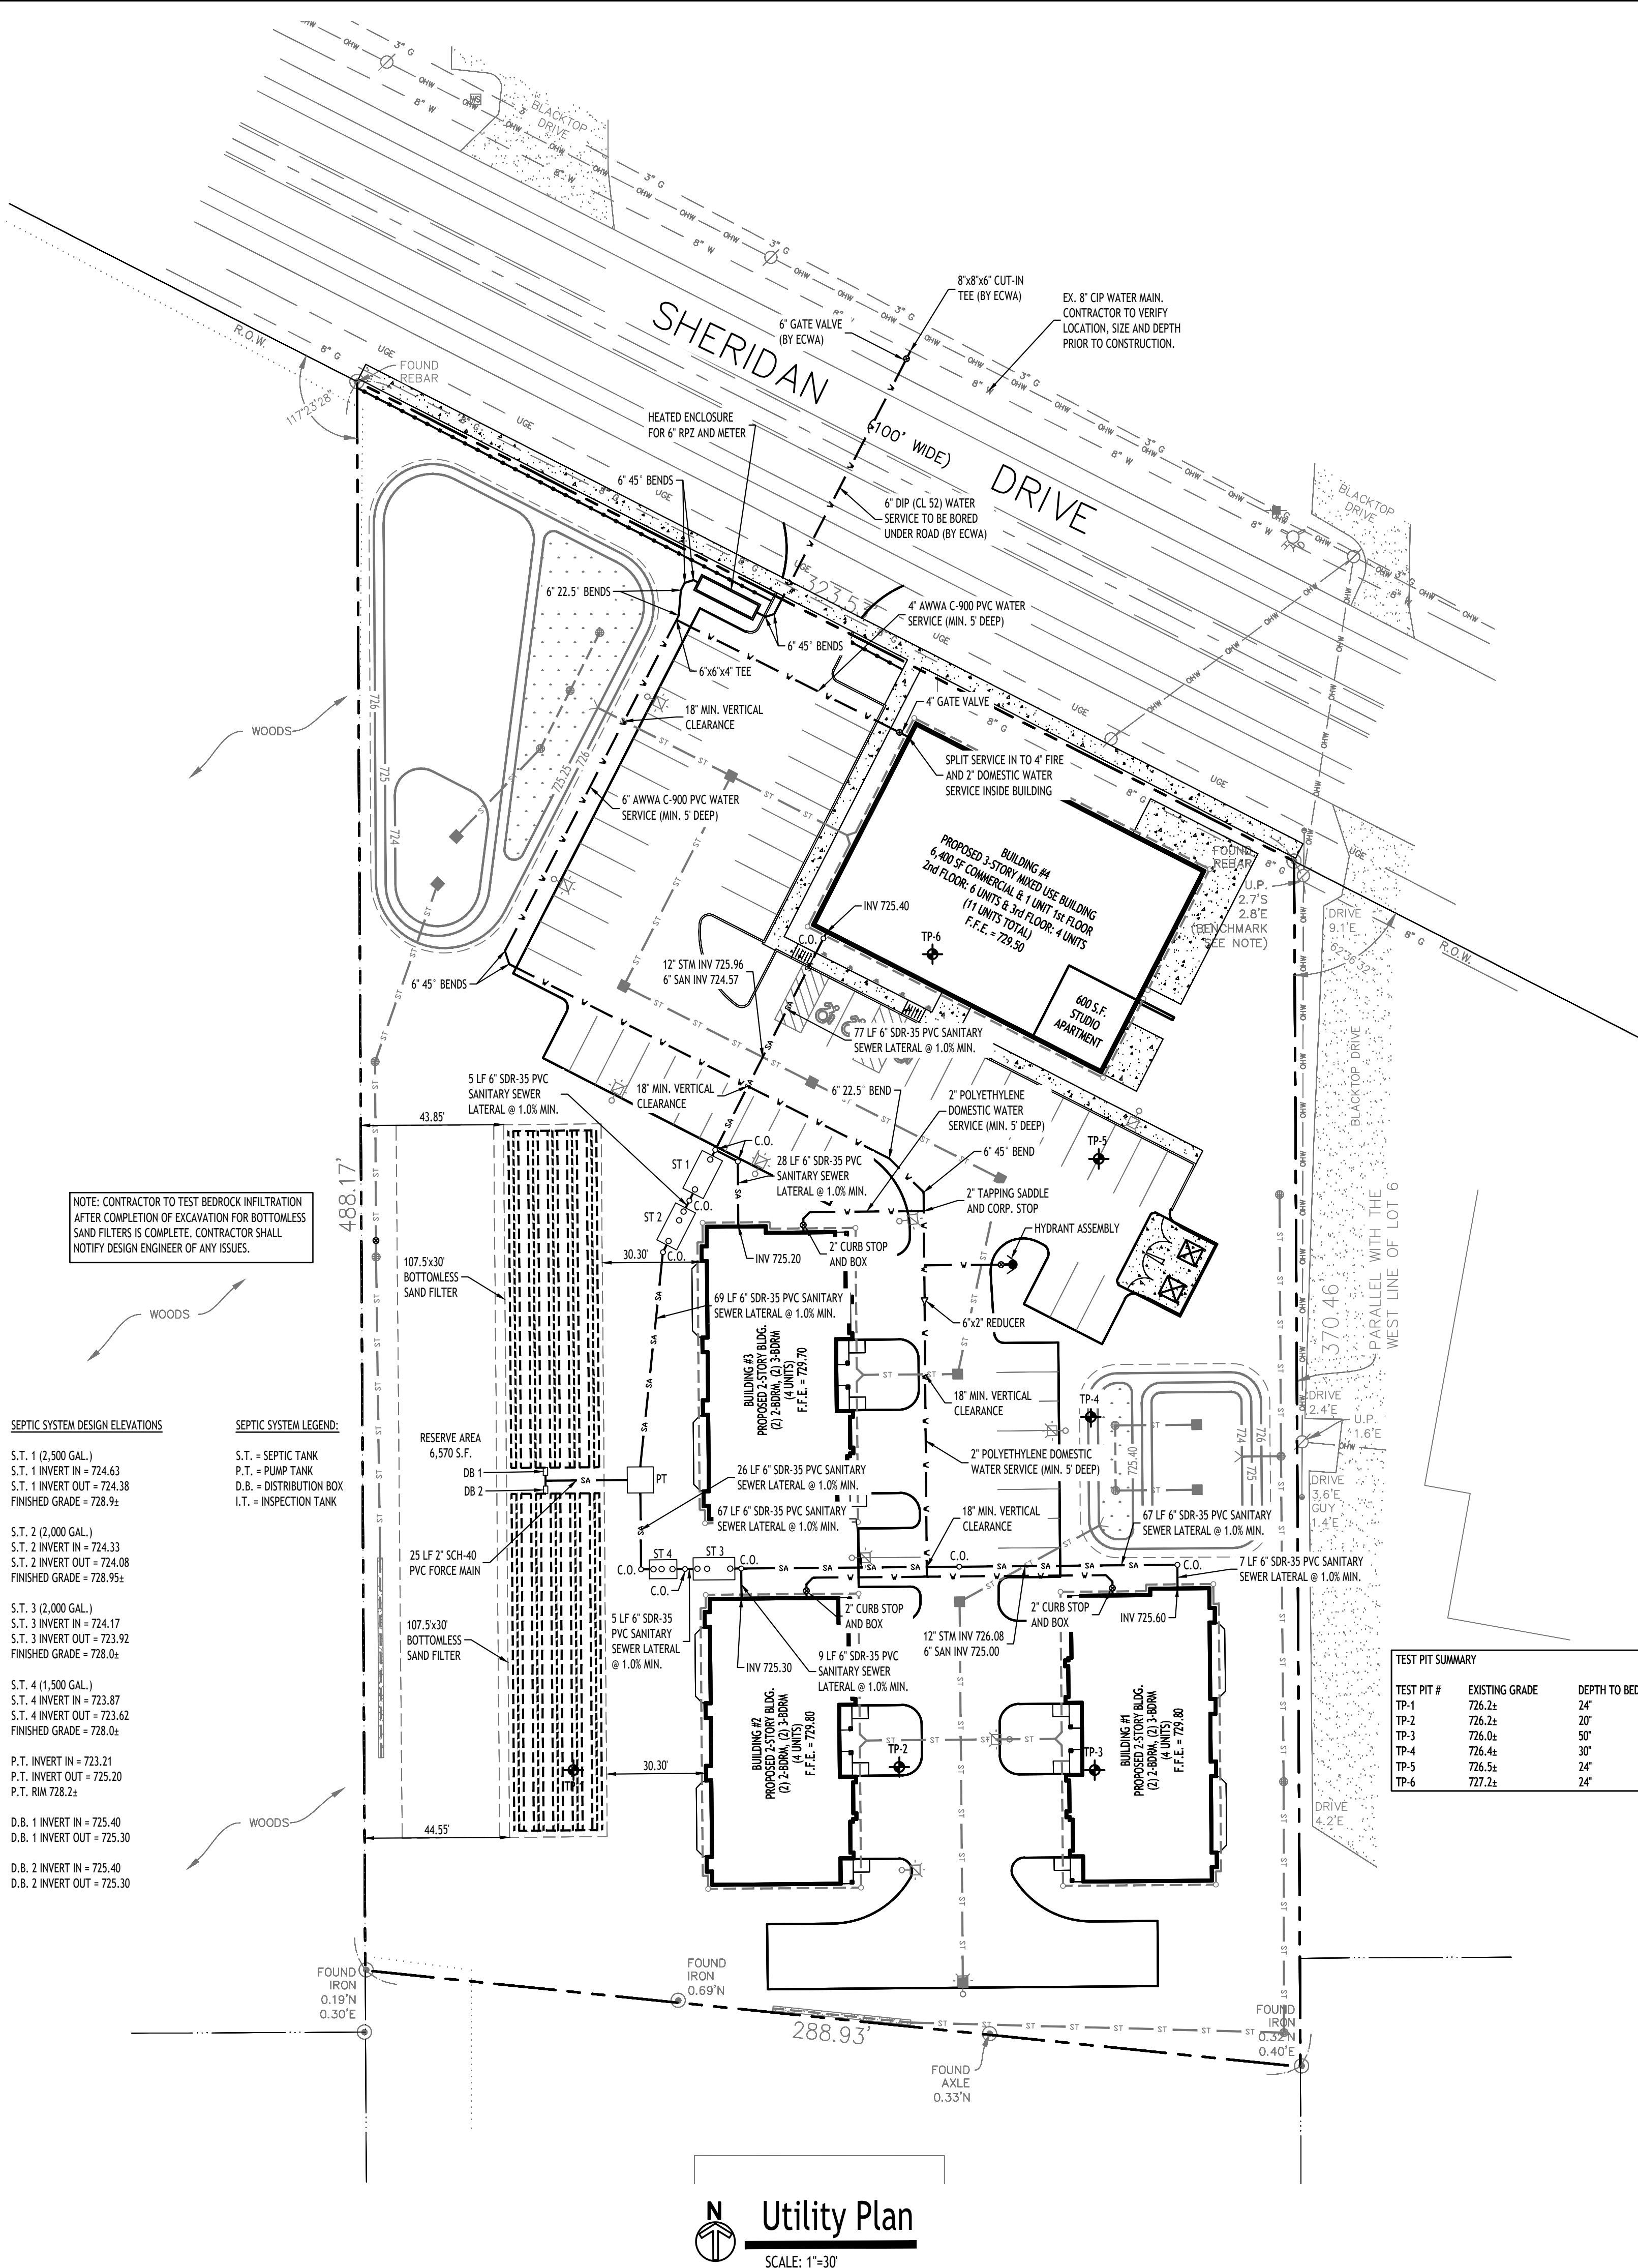 OHW
3" G
8" W
WS
BLACKTOP
DRIVE
R.O.W.
8" G
UGE
FOUND
REBAR
117°23'28"
SHERIDAN
(100' WIDE)
DRIVE
8"x8"x6" CUT-IN
TEE (BY ECWA)
6" GATE VALVE
(BY ECWA)
EX. 8" CIP WATER MAIN.
CONTRACTOR TO VERIFY
LOCATION, SIZE AND DEPTH
PRIOR TO CONSTRUCTION.
HEATED ENCLOSURE
FOR 6" RPZ AND METER
6" 45° BENDS
6" DIP (CL 52) WATER
SERVICE TO BE BORED
UNDER ROAD (BY ECWA)
BLACKTOP
DRIVE
HYD
6" 22.5° BENDS
323.57'
4" AWWA C-900 PVC WATER
SERVICE (MIN. 5' DEEP)
6" 45° BENDS
6"x6"x4" TEE
18" MIN. VERTICAL
CLEARANCE
4" GATE VALVE
WOODS
726
725
724
725.25
726
ST
SPLIT SERVICE IN TO 4" FIRE
AND 2" DOMESTIC WATER
SERVICE INSIDE BUILDING
6" AWWA C-900 PVC WATER
SERVICE (MIN. 5' DEEP)
BUILDING #4
PROPOSED 3-STORY MIXED USE BUILDING
6,400 SF COMMERCIAL & 1 UNIT 1st FLOOR
2nd FLOOR: 6 UNITS & 3rd FLOOR: 4 UNITS
(11 UNITS TOTAL)
F.F.E. = 729.50
FOUND
REBAR
U.P.
2.7'S
2.8'E
(BENCHMARK
SEE NOTE)
DRIVE
9.1'E
62°36'32"
8" G
R.O.W.
INV 725.40
C.O.
TP-6
12" STM INV 725.96
6" SAN INV 724.57
6" 45° BENDS
600 S.F.
STUDIO
APARTMENT
77 LF 6" SDR-35 PVC SANITARY
SEWER LATERAL @ 1.0% MIN.
BLACKTOP DRIVE
5 LF 6" SDR-35 PVC
SANITARY SEWER
LATERAL @ 1.0% MIN.
18" MIN. VERTICAL
CLEARANCE
6" 22.5° BEND
2" POLYETHYLENE
DOMESTIC WATER
SERVICE (MIN. 5' DEEP)
43.85'
C.O.
TP-5
6" 45° BEND
ST 1
28 LF 6" SDR-35 PVC
SANITARY SEWER
LATERAL @ 1.0% MIN.
488.17'
NOTE: CONTRACTOR TO TEST BEDROCK INFILTRATION
AFTER COMPLETION OF EXCAVATION FOR BOTTOMLESS
SAND FILTERS IS COMPLETE. CONTRACTOR SHALL
NOTIFY DESIGN ENGINEER OF ANY ISSUES.
ST 2
C.O.
2" TAPPING SADDLE
AND CORP. STOP
HYDRANT ASSEMBLY
370.46'
PARALLEL WITH THE
WEST LINE OF LOT 6
30.30'
C.O.
INV 725.20
2" CURB STOP
AND BOX
107.5'x30'
BOTTOMLESS
SAND FILTER
WOODS
69 LF 6" SDR-35 PVC SANITARY
SEWER LATERAL @ 1.0% MIN.
6"x2" REDUCER
BUILDING #3
PROPOSED 2-STORY BLDG.
(2) 2-BDRM, (2) 3-BDRM
(4 UNITS)
F.F.E. = 729.70
18" MIN. VERTICAL
CLEARANCE
TP-4
DRIVE
2.4'E
U.P.
1.6'E
SEPTIC SYSTEM DESIGN ELEVATIONS
SEPTIC SYSTEM LEGEND:
S.T. = SEPTIC TANK
P.T. = PUMP TANK
D.B. = DISTRIBUTION BOX
I.T. = INSPECTION TANK
S.T. 1 (2,500 GAL.)
S.T. 1 INVERT IN = 724.63
S.T. 1 INVERT OUT = 724.38
FINISHED GRADE = 728.9±
S.T. 2 (2,000 GAL.)
S.T. 2 INVERT IN = 724.33
S.T. 2 INVERT OUT = 724.08
FINISHED GRADE = 728.95±
S.T. 3 (2,000 GAL.)
S.T. 3 INVERT IN = 724.17
S.T. 3 INVERT OUT = 723.92
FINISHED GRADE = 728.0±
S.T. 4 (1,500 GAL.)
S.T. 4 INVERT IN = 723.87
S.T. 4 INVERT OUT = 723.62
FINISHED GRADE = 728.0±
P.T. INVERT IN = 723.21
P.T. INVERT OUT = 725.20
P.T. RIM 728.2±
D.B. 1 INVERT IN = 725.40
D.B. 1 INVERT OUT = 725.30
D.B. 2 INVERT IN = 725.40
D.B. 2 INVERT OUT = 725.30
RESERVE AREA
6,570 S.F.
DB 1
DB 2
SA
PT
2" POLYETHYLENE DOMESTIC
WATER SERVICE (MIN. 5' DEEP)
725.40
724
726
725
26 LF 6" SDR-35 PVC SANITARY
SEWER LATERAL @ 1.0% MIN.
DRIVE
3.6'E
GUY
1.4'E
67 LF 6" SDR-35 PVC SANITARY
SEWER LATERAL @ 1.0% MIN.
18" MIN. VERTICAL
CLEARANCE
67 LF 6" SDR-35 PVC SANITARY
SEWER LATERAL @ 1.0% MIN.
25 LF 2" SCH-40
PVC FORCE MAIN
ST 4
ST 3
C.O.
C.O.
C.O.
C.O.
C.O.
7 LF 6" SDR-35 PVC SANITARY
SEWER LATERAL @ 1.0% MIN.
107.5'x30'
BOTTOMLESS
SAND FILTER
5 LF 6" SDR-35
PVC SANITARY
SEWER LATERAL
@ 1.0% MIN.
2" CURB STOP
AND BOX
2" CURB STOP
AND BOX
INV 725.60
12" STM INV 726.08
6" SAN INV 725.00
INV 725.30
9 LF 6" SDR-35 PVC
SANITARY SEWER
LATERAL @ 1.0% MIN.
TEST PIT SUMMARY
TEST PIT # EXISTING GRADE DEPTH TO BED
TP-1 726.2± 24"
TP-2 726.2± 20"
TP-3 726.0± 50"
TP-4 726.4± 30"
TP-5 726.5± 24"
TP-6 727.2± 24"
BUILDING #2
PROPOSED 2-STORY BLDG.
(2) 2-BDRM, (2) 3-BDRM
(4 UNITS)
F.F.E. = 729.80
BUILDING #1
PROPOSED 2-STORY BLDG.
(2) 2-BDRM, (2) 3-BDRM
(4 UNITS)
F.F.E. = 729.80
30.30'
TP-2
TP-3
WOODS
44.55'
DRIVE
4.2'E
FOUND
IRON
0.19'N
0.30'E
FOUND
IRON
0.69'N
288.93'
FOUND
IRON
0.32'N
0.40'E
FOUND
AXLE
0.33'N
N
Utility Plan
SCALE: 1"=30'